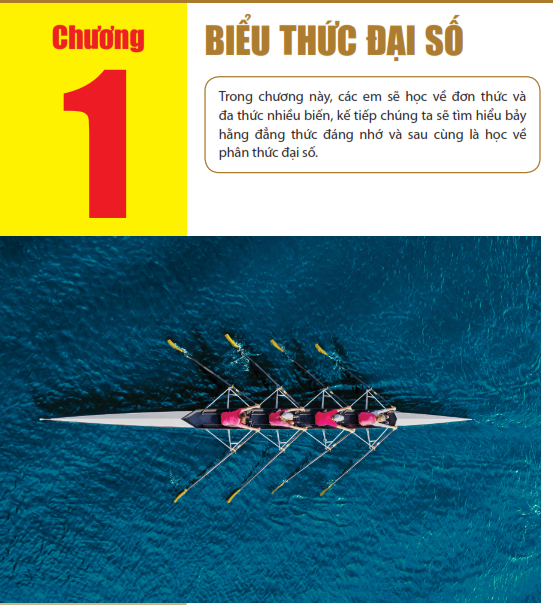 Chương
1
BIỂU THỨC ĐẠI SỐ
Trong chương này, các em sẽ học về đơn thức và
đa thức nhiều biến, kế tiếp chúng ta sẽ tìm hiểu bảy
hằng đẳng thức đáng nhớ và sau cùng là học về
phân thức đại số.